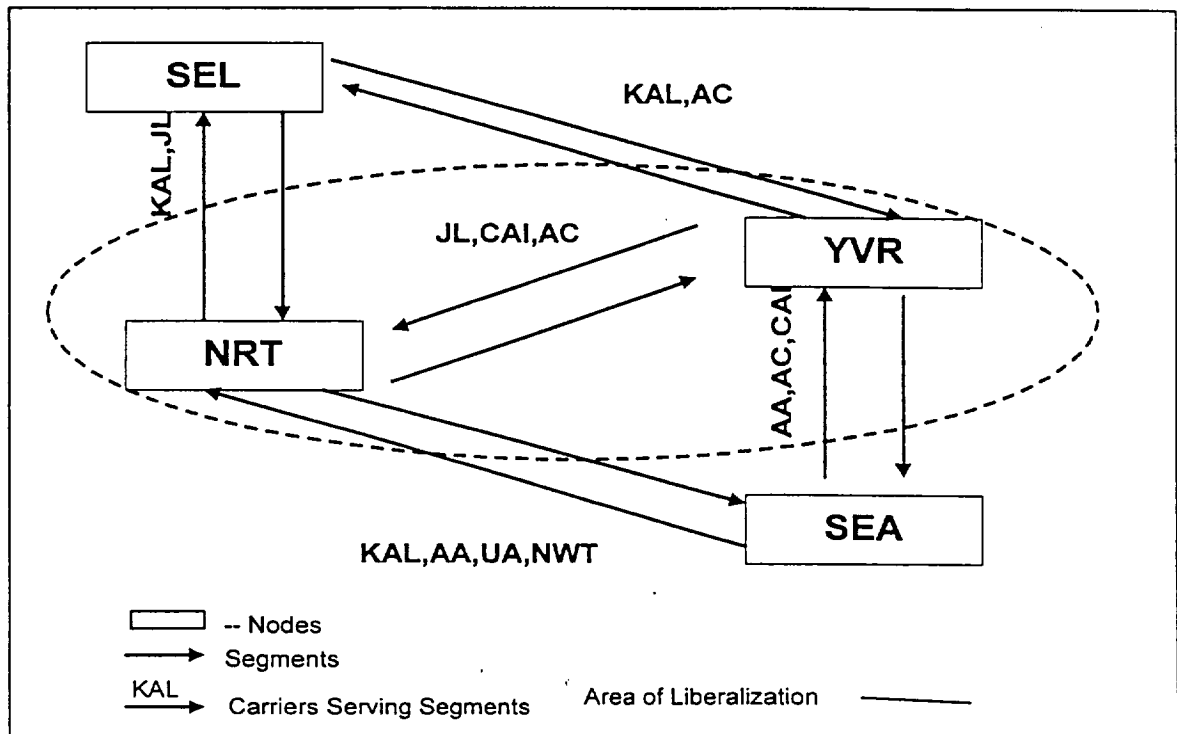 SEL
KAL,AC
KAL,JL
JL,CAI,AC
YVR
NRT
AA,AC,CAI
SEA
KAL,AA,UA,NWT
-- Nodes
Segments
KAL
Carriers Serving Segments
Area of Liberalization